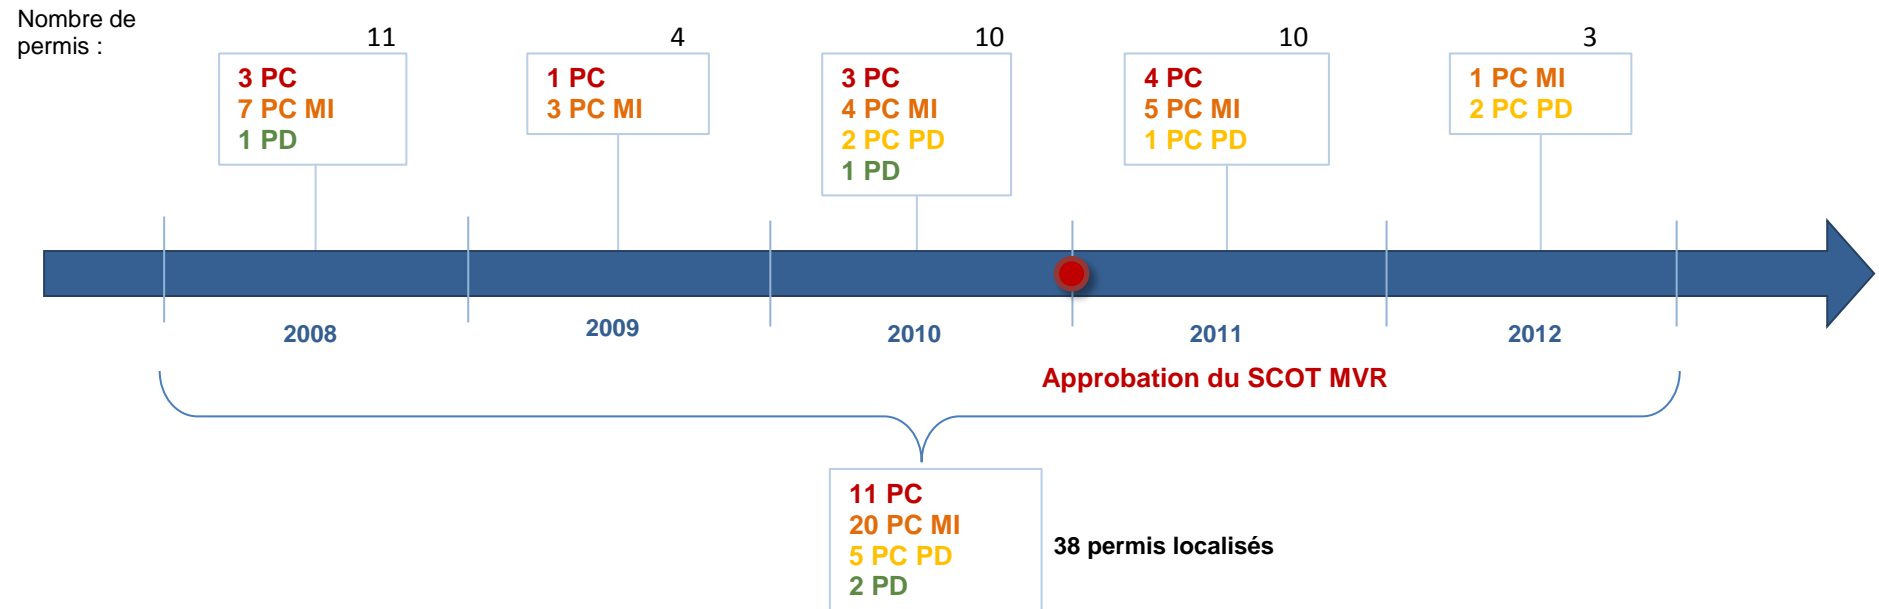 Nombre de
permis :
11
4
10
10
3
3 PC
7 PC MI
1 PD
1 PC
3 PC MI
3 PC
4 PC MI
2 PC PD
1 PD
4 PC
5 PC MI
1 PC PD
1 PC MI
2 PC PD
2008
2009
2010
2011
2012
Approbation du SCOT MVR
11 PC
20 PC MI
5 PC PD
2 PD
38 permis localisés